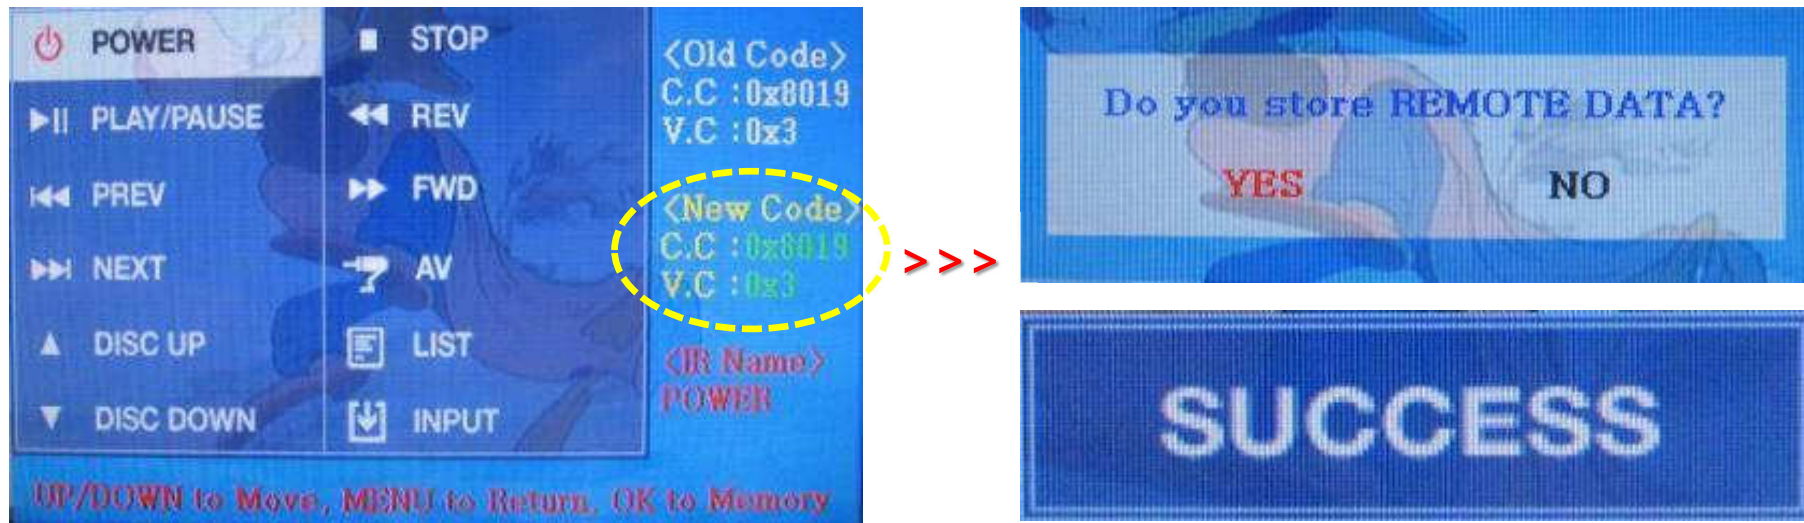 POWER
STOP
PLAY/PAUSE
REV
PREV
FWD
NEXT
AV
DISC UP
LIST
DISC DOWN
INPUT
<Old Code>
C.C :0x8019
V.C :0x3
<New Code>
C.C :0x8019
V.C :0x3
<IR Name>
POWER
UP/DOWN to Move, MENU to Return, OK to Memory
>>>
Do you store REMOTE DATA?
YES NO
SUCCESS